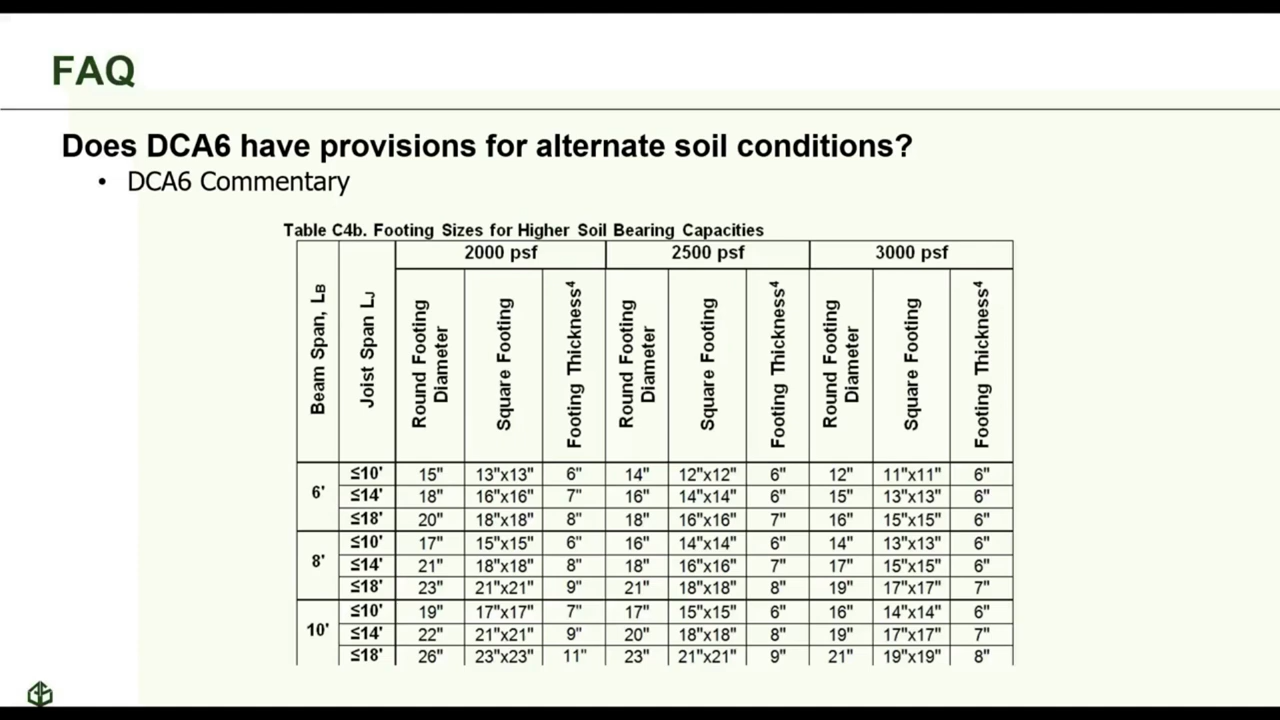 FAQ
Does DCA6 have provisions for alternate soil conditions?
• DCA6 Commentary
Table C4b. Footing Sizes for Higher Soil Bearing Capacities
2000 psf 2500 psf 3000 psf
Beam Span, LB Joist Span LJ Round Footing Diameter Square Footing Footing Thickness4 Round Footing Diameter Square Footing Footing Thickness4 Round Footing Diameter Square Footing Footing Thickness4
6' ≤10' 15" 13"x13" 6" 14" 12"x12" 6" 12" 11"x11" 6"
≤14' 18" 16"x16" 7" 16" 14"x14" 6" 15" 13"x13" 6"
≤18' 20" 18"x18" 8" 18" 16"x16" 7" 16" 15"x15" 6"
8' ≤10' 17" 15"x15" 6" 16" 14"x14" 6" 14" 13"x13" 6"
≤14' 21" 18"x18" 8" 18" 16"x16" 7" 17" 15"x15" 6"
≤18' 23" 21"x21" 9" 21" 18"x18" 8" 19" 17"x17" 7"
10' ≤10' 19" 17"x17" 7" 17" 15"x15" 6" 16" 14"x14" 6"
≤14' 22" 21"x21" 9" 20" 18"x18" 8" 19" 17"x17" 7"
≤18' 26" 23"x23" 11" 23" 21"x21" 9" 21" 19"x19" 8"